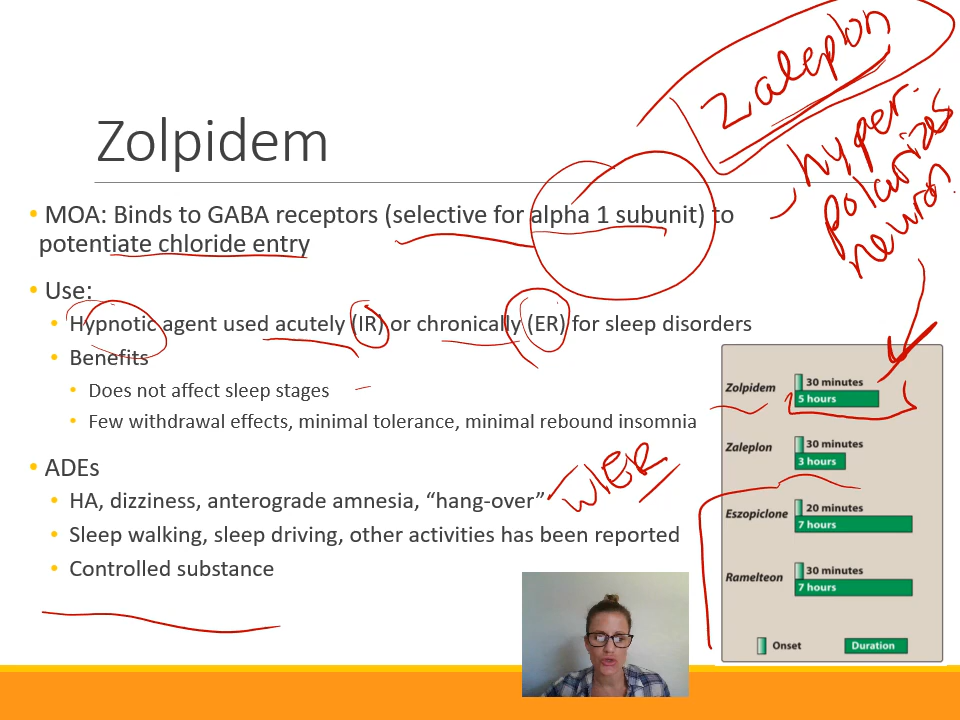 Zolpidem
• MOA: Binds to GABA receptors (selective for alpha 1 subunit) to
potentiate chloride entry
• Use:
• Hypnotic agent used acutely (IR) or chronically (ER) for sleep disorders
• Benefits
• Does not affect sleep stages
• Few withdrawal effects, minimal tolerance, minimal rebound insomnia
• ADEs
• HA, dizziness, anterograde amnesia, “hang-over”
• Sleep walking, sleep driving, other activities has been reported
• Controlled substance
Zaleplon
hyper-
polarizes
neuron
w/ER
Zolpidem
30 minutes
5 hours
Zaleplon
30 minutes
3 hours
Eszopiclone
20 minutes
7 hours
Ramelteon
30 minutes
7 hours
Onset
Duration